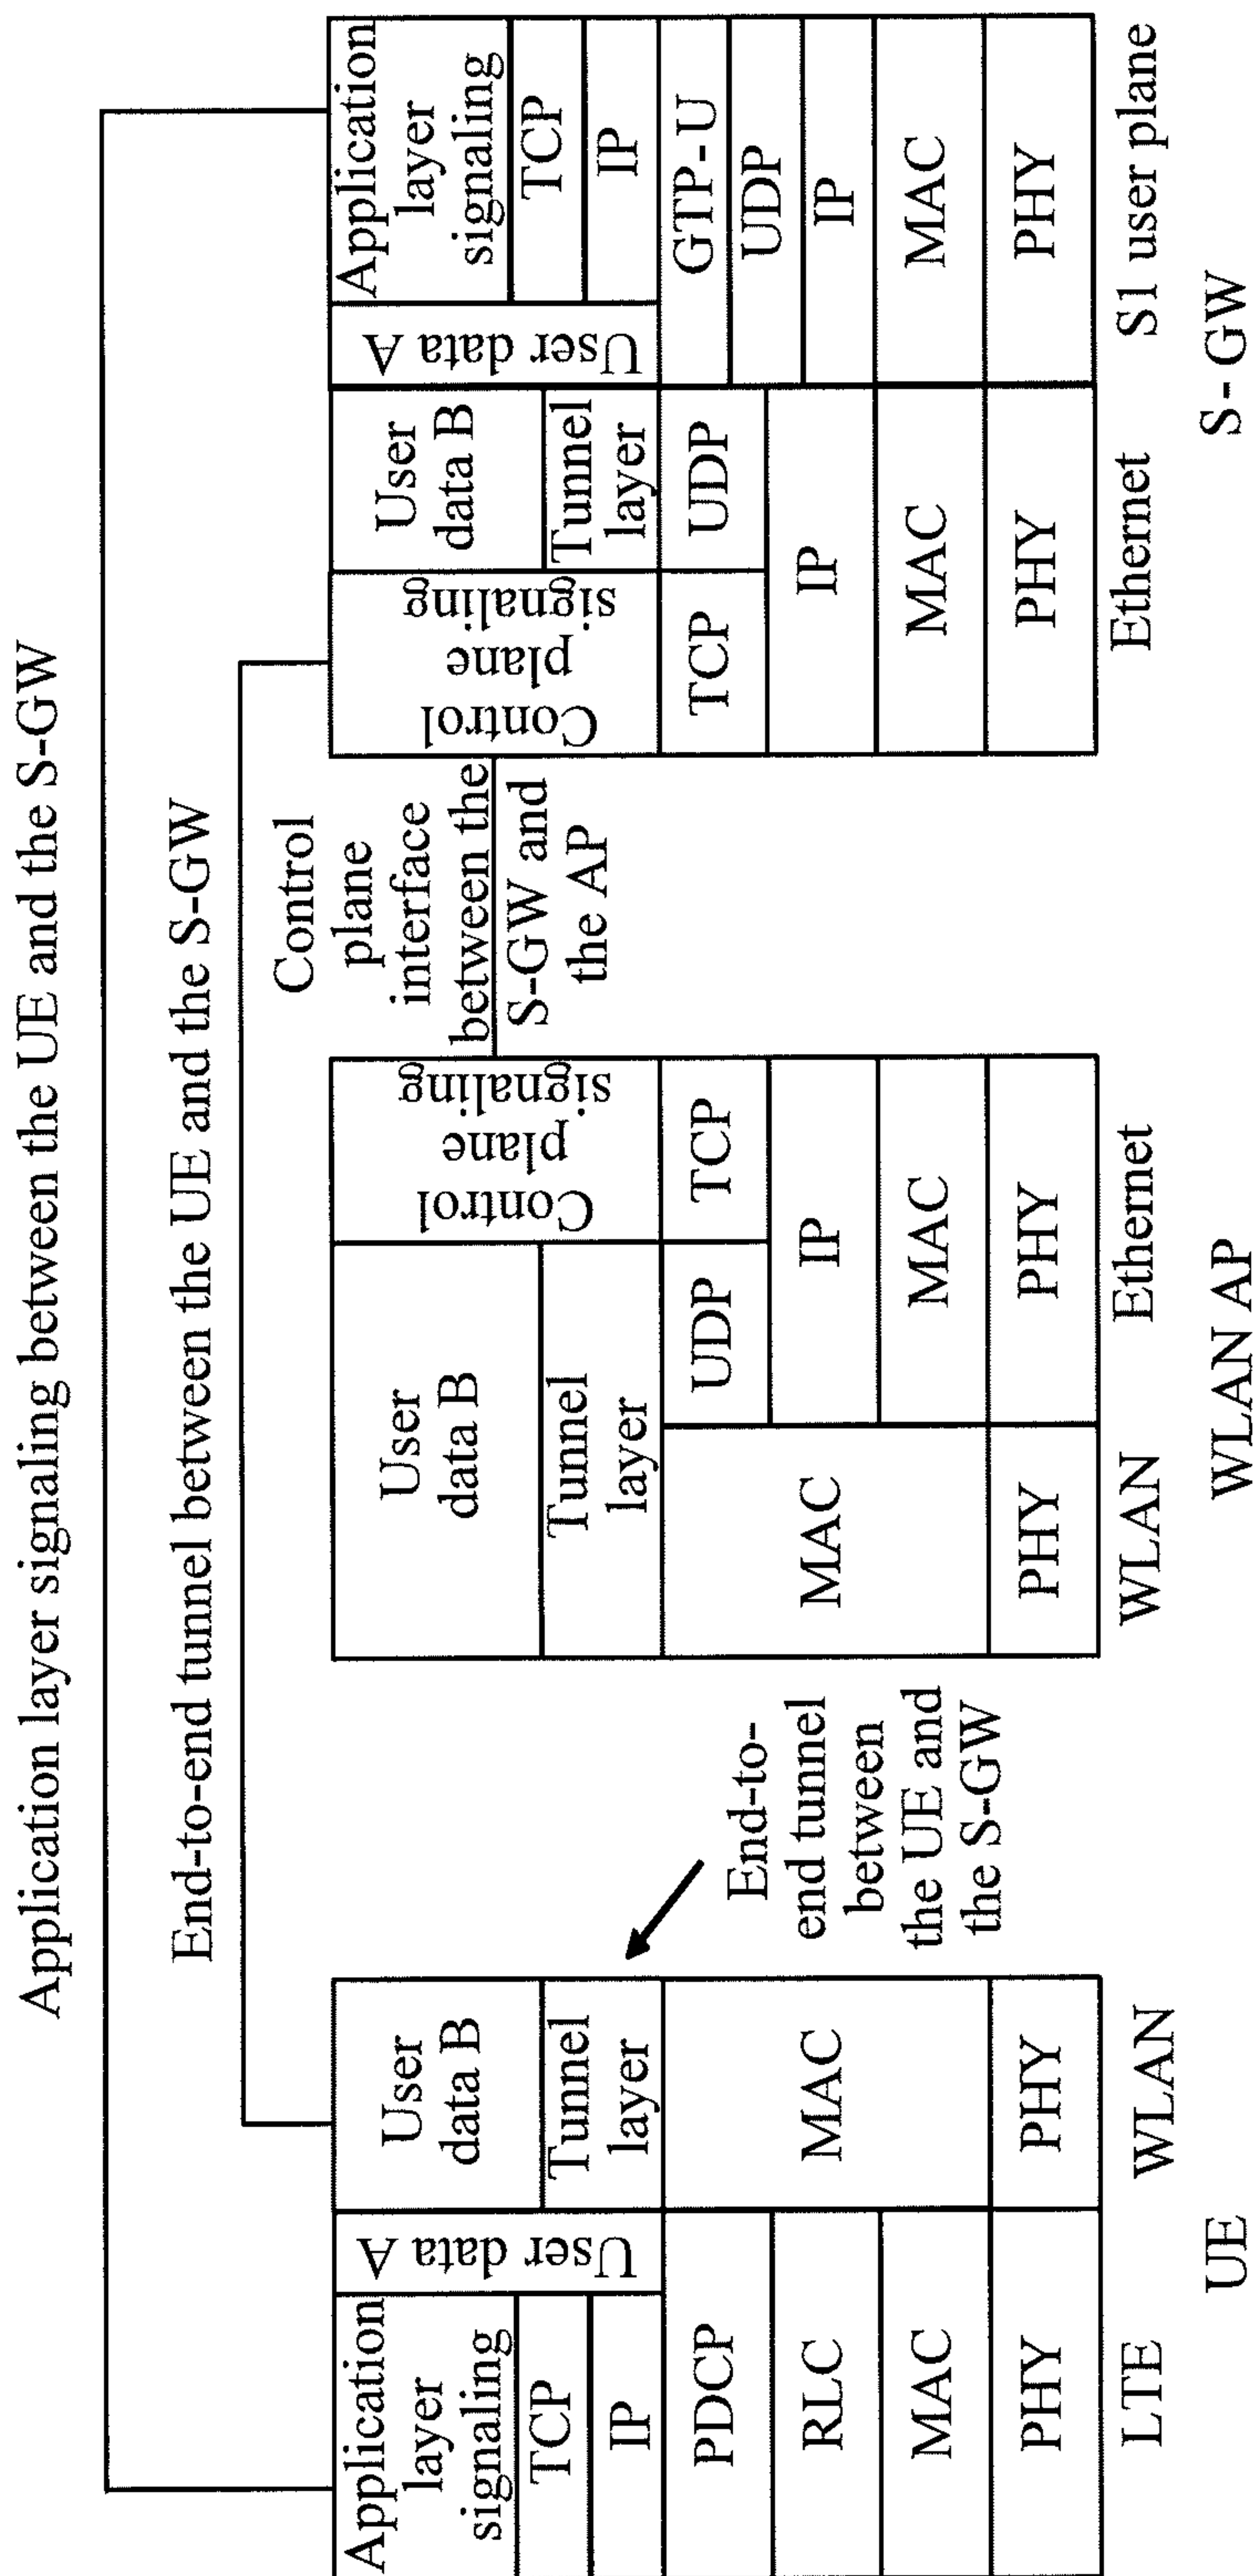 Application layer signaling between the UE and the S-GW
End-to-end tunnel between the UE and the S-GW
Application
layer
signaling
TCP
IP
User data A
PDCP
RLC
MAC
PHY
LTE
User
data B
Tunnel
layer
MAC
PHY
WLAN
UE
End-to-
end tunnel
between
the UE and
the S-GW
User
data B
Tunnel
layer
MAC
PHY
WLAN
Control
plane
signaling
UDP
TCP
IP
MAC
PHY
Ethernet
WLAN AP
Control
plane
interface
between the
S-GW and
the AP
Control
plane
signaling
User
data B
Tunnel
layer
TCP
UDP
IP
MAC
PHY
Ethernet
User data A
Application
layer
signaling
TCP
IP
GTP-U
UDP
IP
MAC
PHY
S1 user plane
S-GW